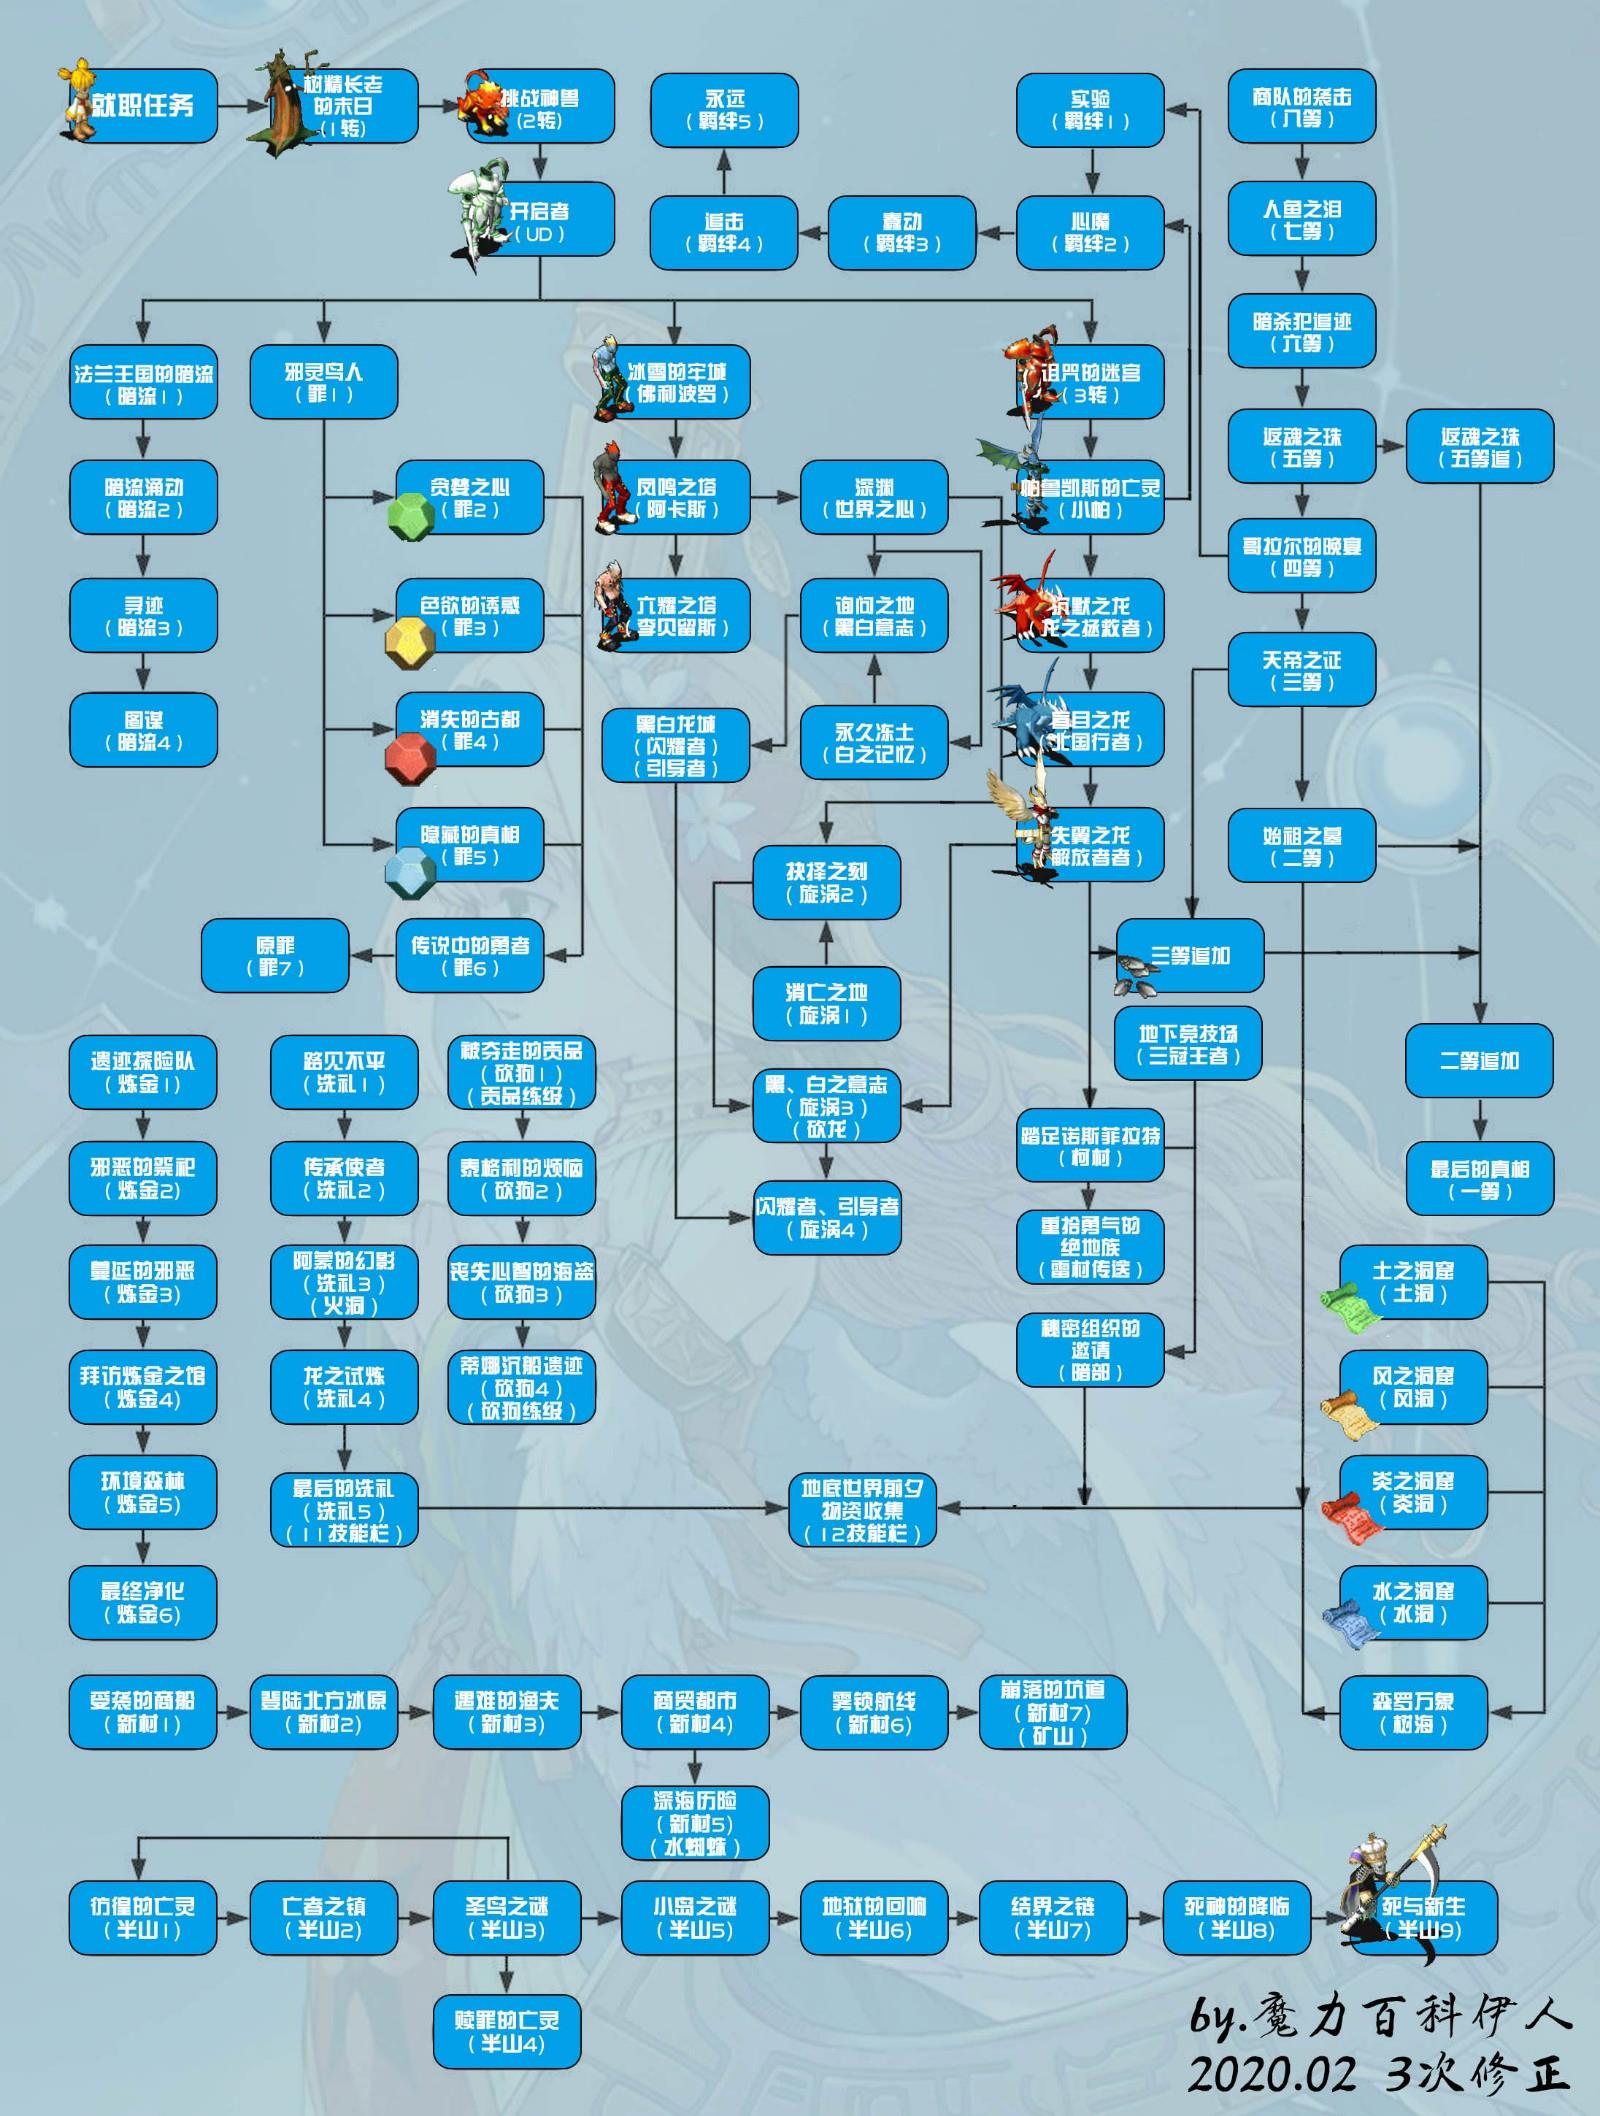 就职任务
树精长老
的末日
(1转)
挑战神兽
(2转)
永远
(羁绊5)
实验
(羁绊1)
商队的袭击
(八等)
开启者
(UD)
追击
(羁绊4)
蠢动
(羁绊3)
心魔
(羁绊2)
人鱼之泪
(七等)
暗杀犯追迹
(六等)
法兰王国的暗流
(暗流1)
邪灵鸟人
(罪1)
冰雪的牢城
(佛利波罗)
诅咒的迷宫
(3转)
返魂之珠
(五等)
返魂之珠
(五等追)
暗流涌动
(暗流2)
贪婪之心
(罪2)
凤鸣之塔
(阿卡斯)
深渊
(世界之心)
帕鲁凯斯的亡灵
(小帕)
哥拉尔的晚宴
(四等)
寻迹
(暗流3)
色欲的诱惑
(罪3)
六耀之塔
(李贝留斯)
询问之地
(黑白意志)
沉默之龙
(龙之拯救者)
天帝之证
(三等)
图谋
(暗流4)
消失的古都
(罪4)
黑白龙城
(闪耀者)
(引导者)
永久冻土
(白之记忆)
盲目之龙
(北国行者)
隐藏的真相
(罪5)
抉择之刻
(旋涡2)
失翼之龙
(解放者者)
始祖之墓
(二等)
原罪
(罪7)
传说中的勇者
(罪6)
三等追加
消亡之地
(旋涡1)
地下竞技场
(三冠王者)
二等追加
遗迹探险队
(炼金1)
路见不平
(洗礼1)
被夺走的贡品
(砍狗1)
(贡品练级)
黑、白之意志
(旋涡3)
(砍龙)
踏足诺斯菲拉特
(柯村)
最后的真相
(一等)
邪恶的祭祀
(炼金2)
传承使者
(洗礼2)
泰格利的烦恼
(砍狗2)
闪耀者、引导者
(旋涡4)
重拾勇气的
绝地族
(雷村传送)
蔓延的邪恶
(炼金3)
阿蒙的幻影
(洗礼3)
(火洞)
丧失心智的海盗
(砍狗3)
土之洞窟
(土洞)
秘密组织的
邀请
(暗部)
拜访炼金之馆
(炼金4)
龙之试炼
(洗礼4)
蒂娜沉船遗迹
(砍狗4)
(砍狗练级)
风之洞窟
(风洞)
环境森林
(炼金5)
最后的洗礼
(洗礼5)
(11技能栏)
地底世界前夕
物资收集
(12技能栏)
炎之洞窟
(炎洞)
最终净化
(炼金6)
水之洞窟
(水洞)
受袭的商船
(新村1)
登陆北方冰原
(新村2)
遇难的渔夫
(新村3)
商贸都市
(新村4)
雾锁航线
(新村6)
崩落的坑道
(新村7)
(矿山)
森罗万象
(树海)
深海历险
(新村5)
(水蜘蛛)
彷徨的亡灵
(半山1)
亡者之镇
(半山2)
圣鸟之谜
(半山3)
小岛之谜
(半山5)
地狱的回响
(半山6)
结界之链
(半山7)
死神的降临
(半山8)
死与新生
(半山9)
赎罪的亡灵
(半山4)
by.魔力百科伊人
2020.02 3次修正